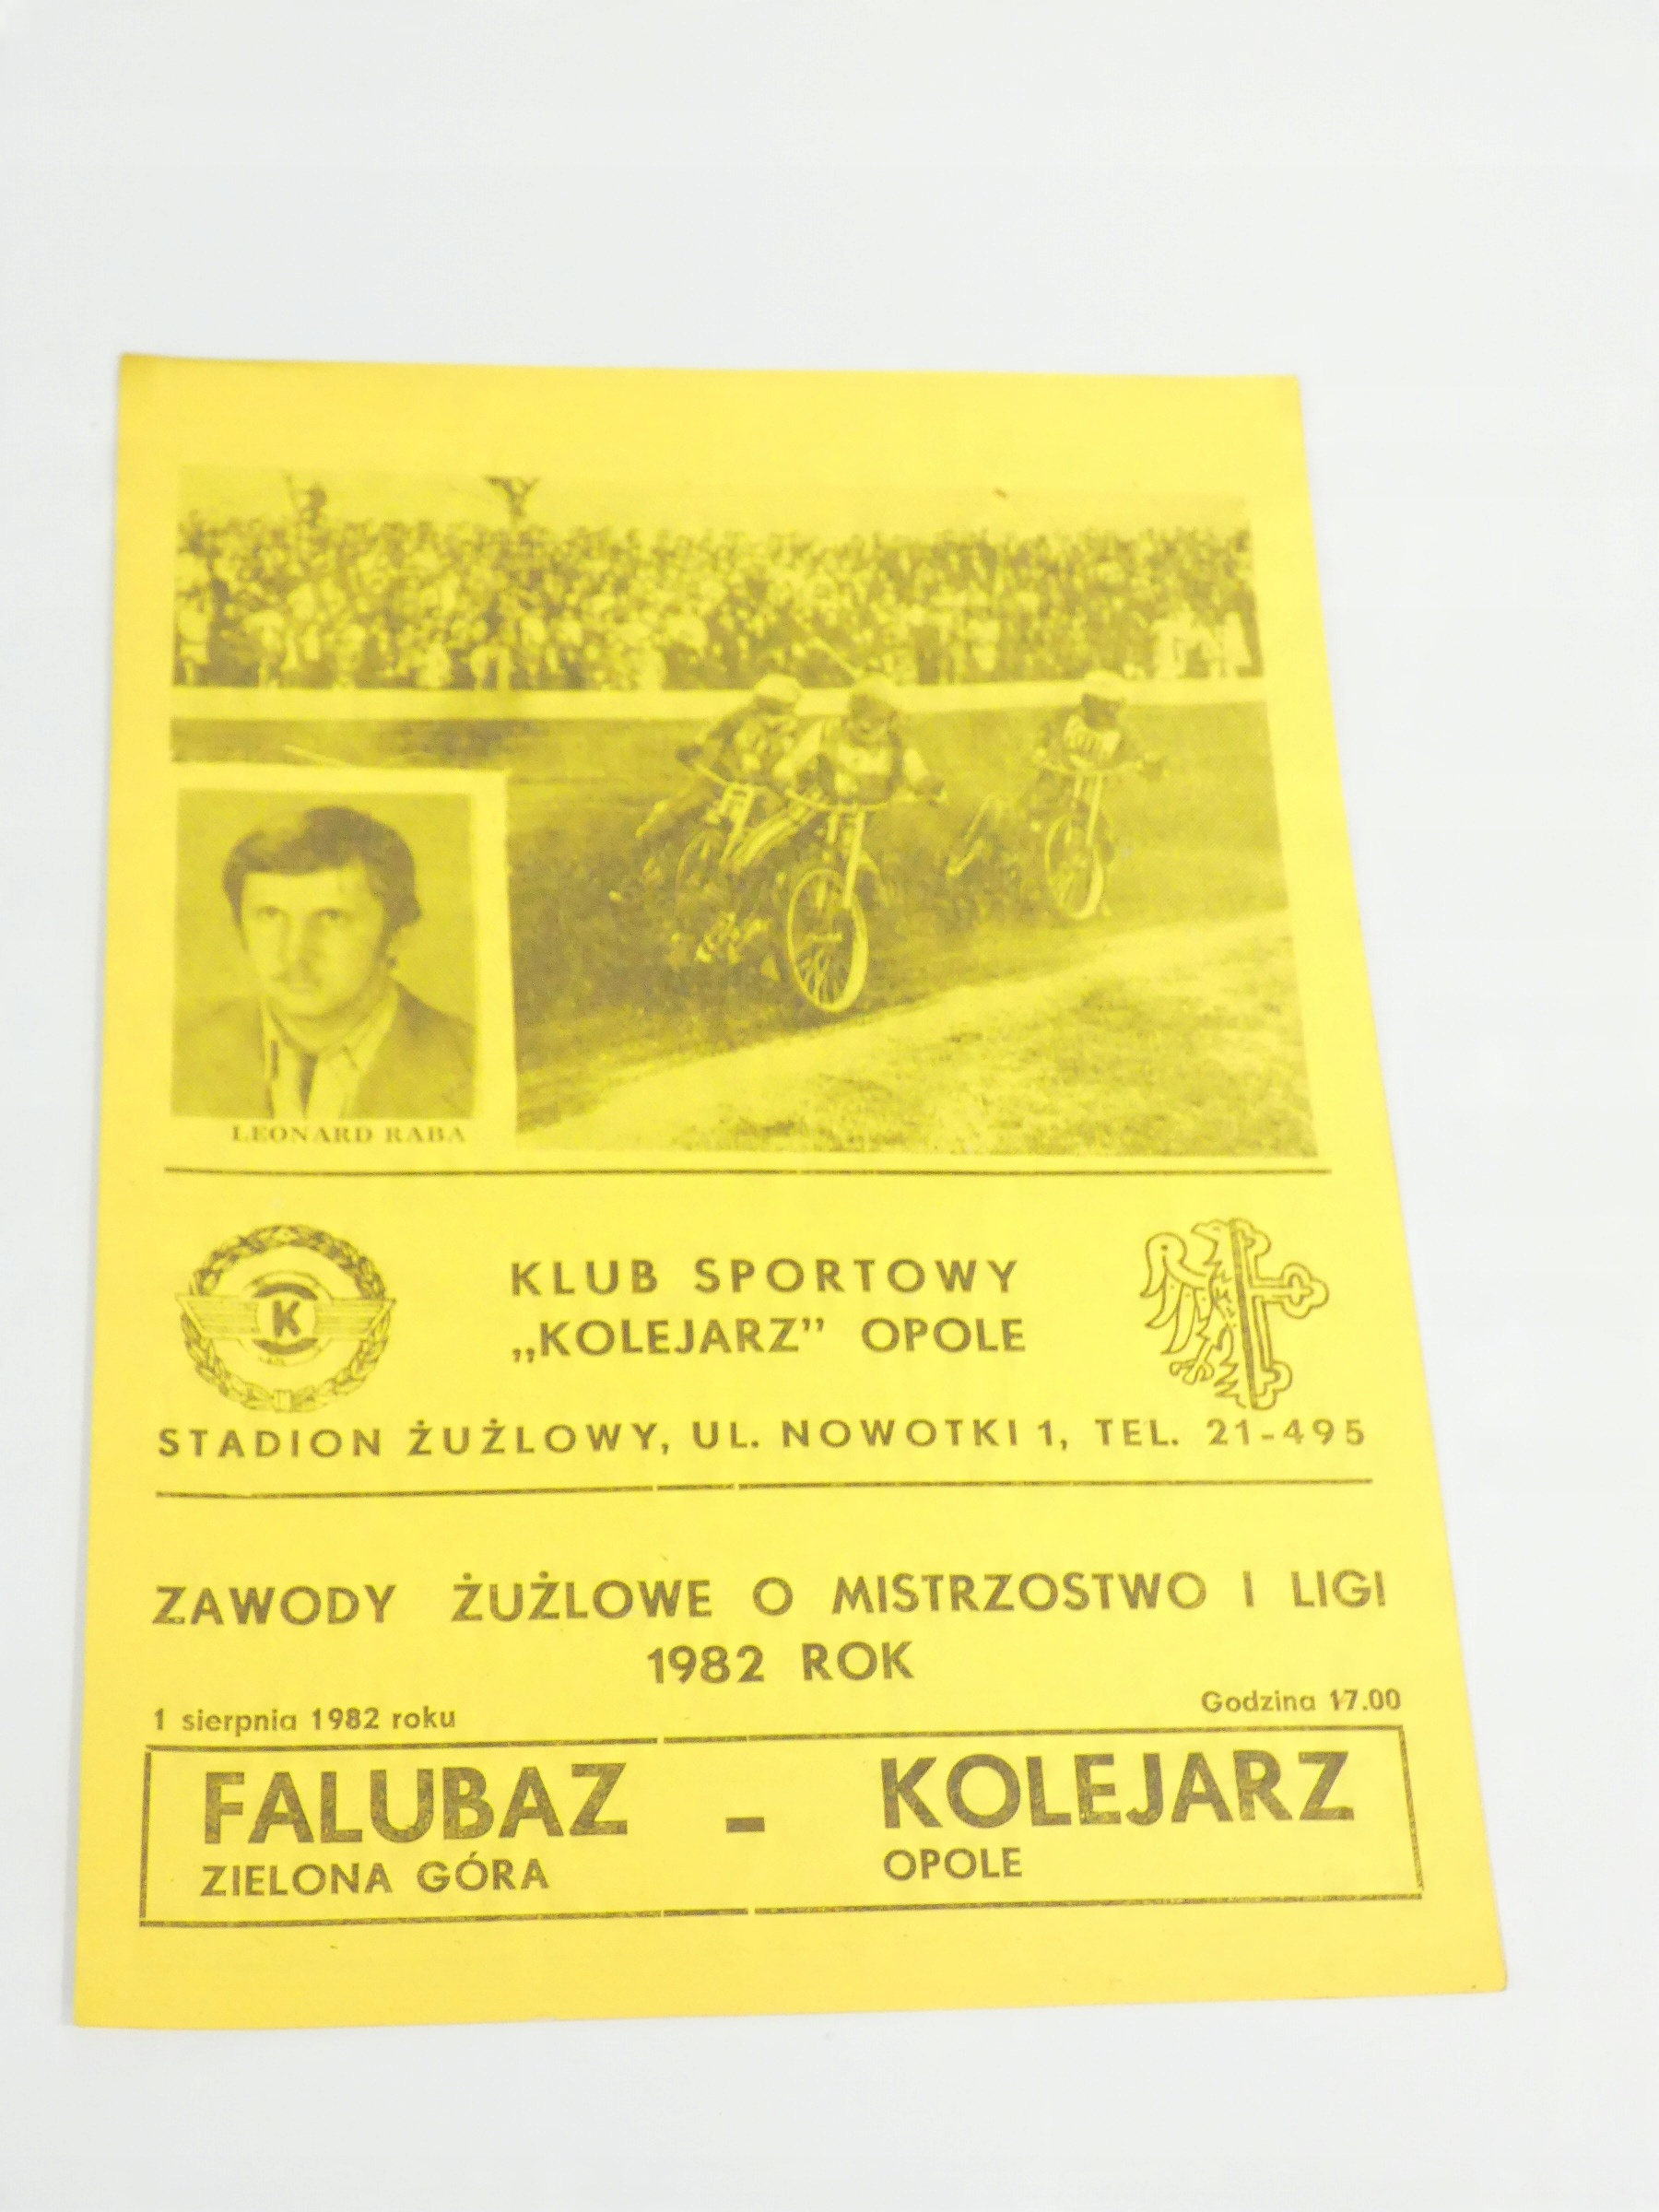 LEONARD RABA
K
KLUB SPORTOWY
„KOLEJARZ” OPOLE
STADION ŻUŻLOWY, UL. NOWOTKI 1, TEL. 21-495
ZAWODY ŻUŻLOWE O MISTRZOSTWO I LIGI
1982 ROK
1 sierpnia 1982 roku
Godzina 17.00
FALUBAZ - KOLEJARZ
ZIELONA GÓRA OPOLE